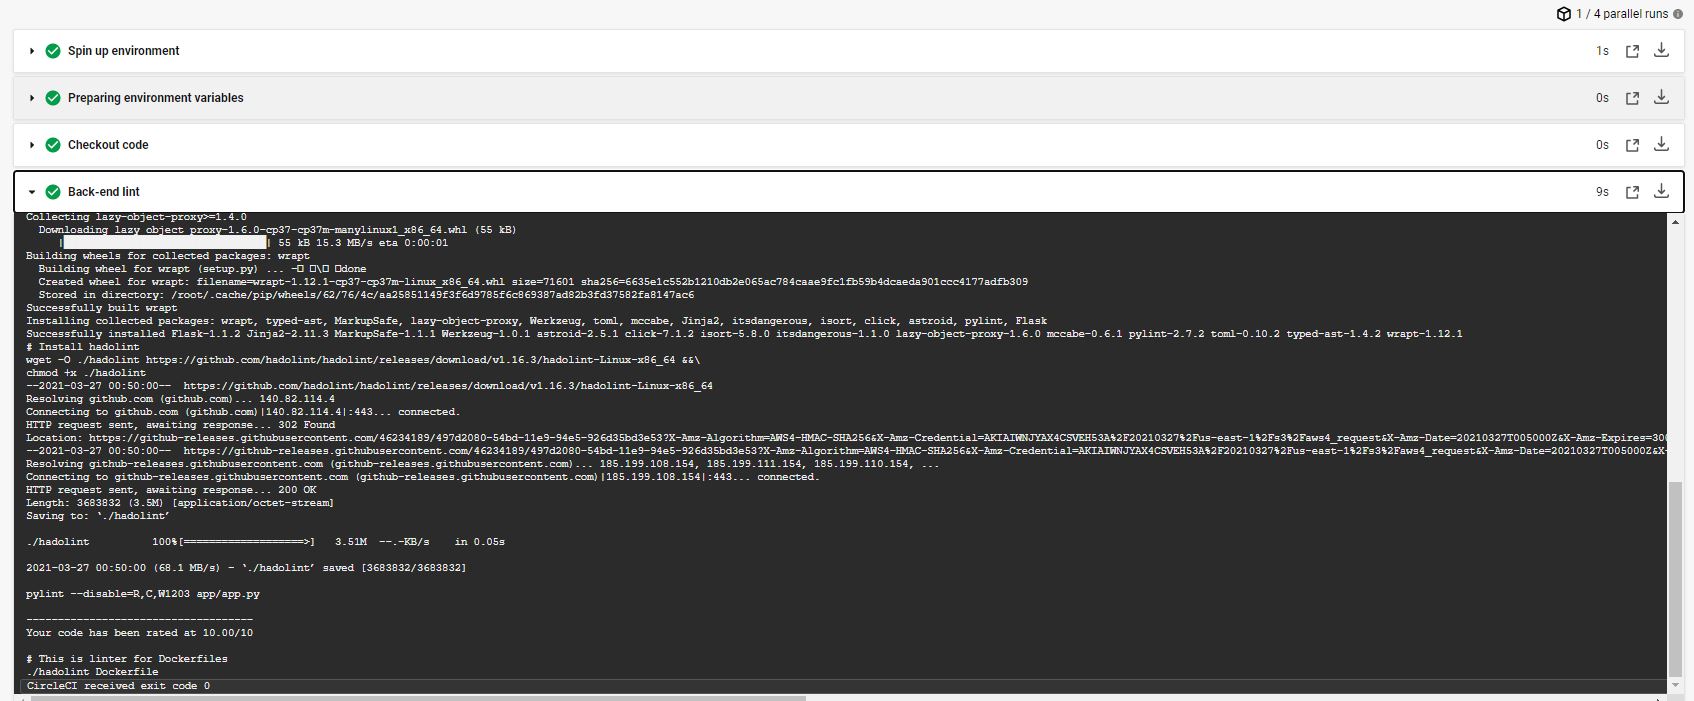 1 / 4 parallel runs
Spin up environment 1s
Preparing environment variables 0s
Checkout code 0s
Back-end lint 9s
Collecting lazy-object-proxy>=1.4.0
Downloading lazy_object_proxy-1.6.0-cp37-cp37m-manylinux1_x86_64.whl (55 kB)
| | 55 kB 15.3 MB/s eta 0:00:01
Building wheels for collected packages: wrapt
Building wheel for wrapt (setup.py) ... -□ □\□ □done
Created wheel for wrapt: filename=wrapt-1.12.1-cp37-cp37m-linux_x86_64.whl size=71601 sha256=6635e1c552b1210db2e065ac784caae9fc1fb59b4dcaeda901ccc4177adfb309
Stored in directory: /root/.cache/pip/wheels/62/76/4c/aa25851149f3f6d9785f6c869387ad82b3fd37582fa8147ac6
Successfully built wrapt
Installing collected packages: wrapt, typed-ast, MarkupSafe, lazy-object-proxy, Werkzeug, toml, mccabe, Jinja2, itsdangerous, isort, click, astroid, pylint, Flask
Successfully installed Flask-1.1.2 Jinja2-2.11.3 MarkupSafe-1.1.1 Werkzeug-1.0.1 astroid-2.5.1 click-7.1.2 isort-5.8.0 itsdangerous-1.1.0 lazy-object-proxy-1.6.0 mccabe-0.6.1 pylint-2.7.2 toml-0.10.2 typed-ast-1.4.2 wrapt-1.12.1
# Install hadolint
wget -O ./hadolint https://github.com/hadolint/hadolint/releases/download/v1.16.3/hadolint-Linux-x86_64 &&\
chmod +x ./hadolint
--2021-03-27 00:50:00-- https://github.com/hadolint/hadolint/releases/download/v1.16.3/hadolint-Linux-x86_64
Resolving github.com (github.com)... 140.82.114.4
Connecting to github.com (github.com)|140.82.114.4|:443... connected.
HTTP request sent, awaiting response... 302 Found
Location: https://github-releases.githubusercontent.com/46234189/497d2080-54bd-11e9-94e5-926d35bd3e53?X-Amz-Algorithm=AWS4-HMAC-SHA256&X-Amz-Credential=AKIAIWNJYAX4CSVEH53A%2F20210327%2Fus-east-1%2Fs3%2Faws4_request&X-Amz-Date=20210327T005000Z&X-Amz-Expires=300
--2021-03-27 00:50:00-- https://github-releases.githubusercontent.com/46234189/497d2080-54bd-11e9-94e5-926d35bd3e53?X-Amz-Algorithm=AWS4-HMAC-SHA256&X-Amz-Credential=AKIAIWNJYAX4CSVEH53A%2F20210327%2Fus-east-1%2Fs3%2Faws4_request&X-Amz-Date=20210327T005000Z&X-
Resolving github-releases.githubusercontent.com (github-releases.githubusercontent.com)... 185.199.108.154, 185.199.111.154, 185.199.110.154, ...
Connecting to github-releases.githubusercontent.com (github-releases.githubusercontent.com)|185.199.108.154|:443... connected.
HTTP request sent, awaiting response... 200 OK
Length: 3683832 (3.5M) [application/octet-stream]
Saving to: './hadolint’
./hadolint 100%[===================>] 3.51M --.-KB/s in 0.05s
2021-03-27 00:50:00 (68.1 MB/s) - './hadolint’ saved [3683832/3683832]
pylint --disable=R,C,W1203 app/app.py
------------------------------------
Your code has been rated at 10.00/10
# This is linter for Dockerfiles
./hadolint Dockerfile
CircleCI received exit code 0